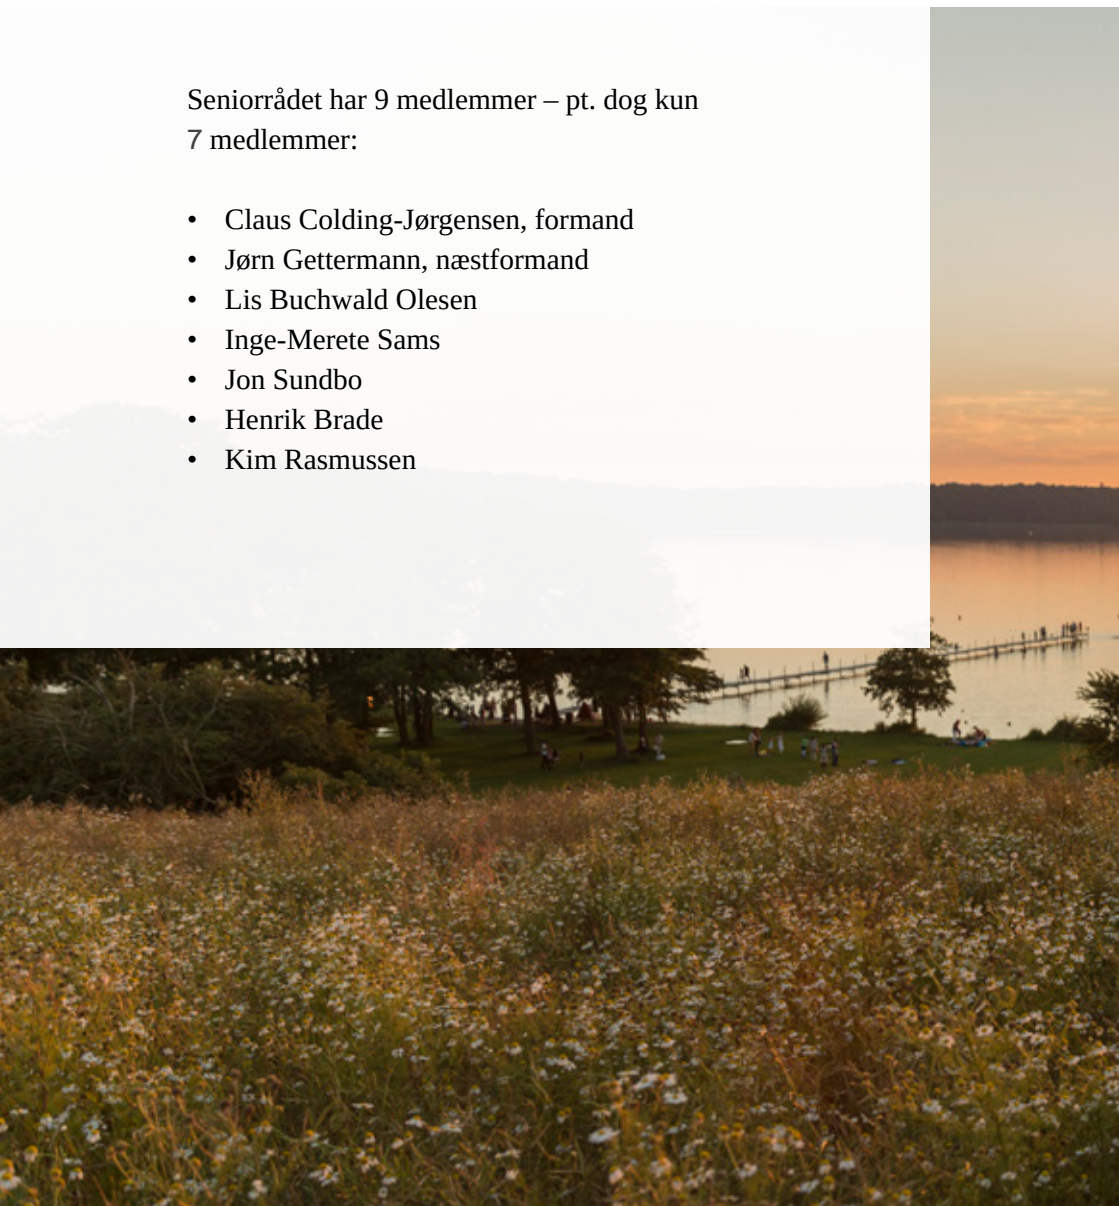 Seniorrådet har 9 medlemmer – pt. dog kun
7 medlemmer:
• Claus Colding-Jørgensen, formand
• Jørn Gettermann, næstformand
• Lis Buchwald Olesen
• Inge-Merete Sams
• Jon Sundbo
• Henrik Brade
• Kim Rasmussen